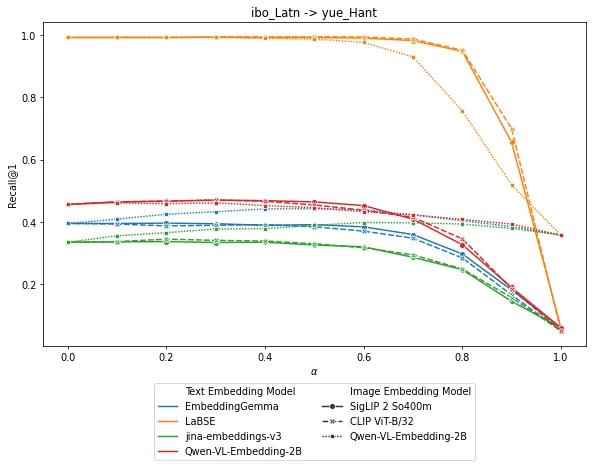 ibo_Latn -> yue_Hant
Recall@1
1.0
0.8
0.6
0.4
0.2
0.0 0.2 0.4 0.6 0.8 1.0
α
Text Embedding Model Image Embedding Model
EmbeddingGemma SigLIP 2 So400m
LaBSE CLIP ViT-B/32
jina-embeddings-v3 Qwen-VL-Embedding-2B
Qwen-VL-Embedding-2B